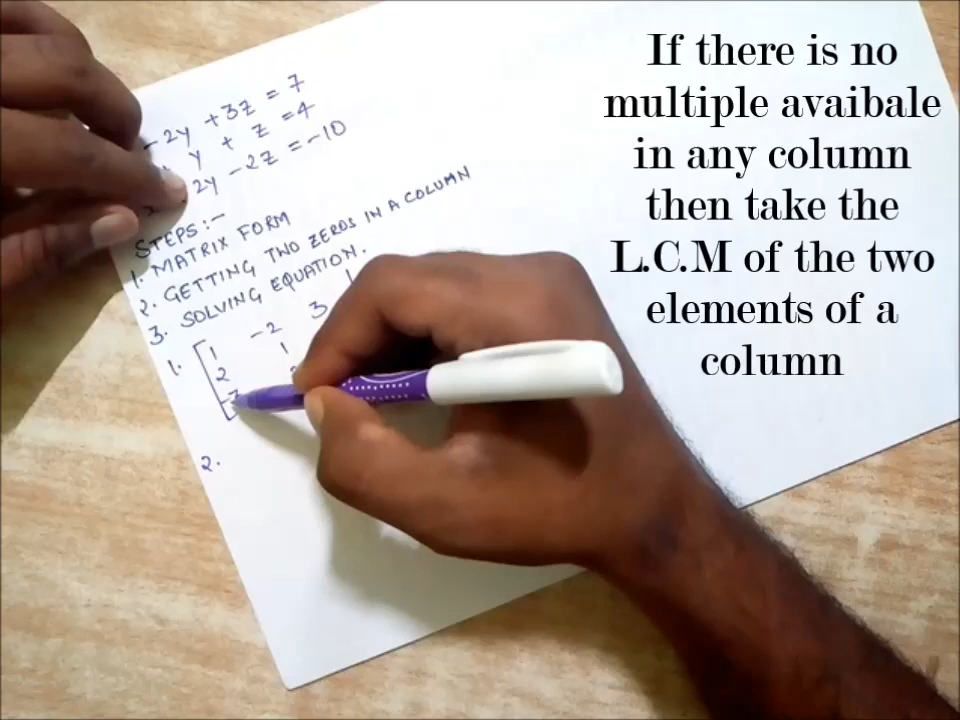 - 2y + 3z = 7
y + z = 4
2y - 2z = -10
STEPS :-
1. MATRIX FORM
2. GETTING TWO ZEROS IN A COLUMN
3. SOLVING EQUATION.
1. 1 -2 3
2 1
2.
If there is no
multiple avaibale
in any column
then take the
L.C.M of the two
elements of a
column